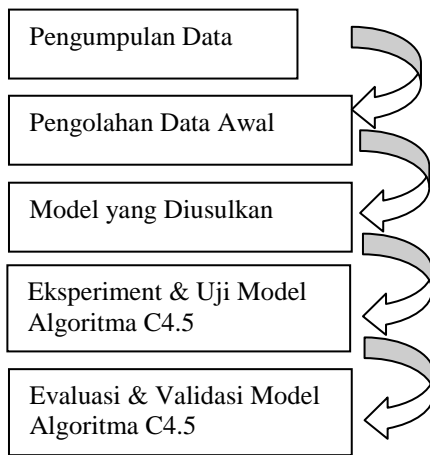 Pengumpulan Data
Pengolahan Data Awal
Model yang Diusulkan
Eksperiment & Uji Model
Algoritma C4.5
Evaluasi & Validasi Model
Algoritma C4.5